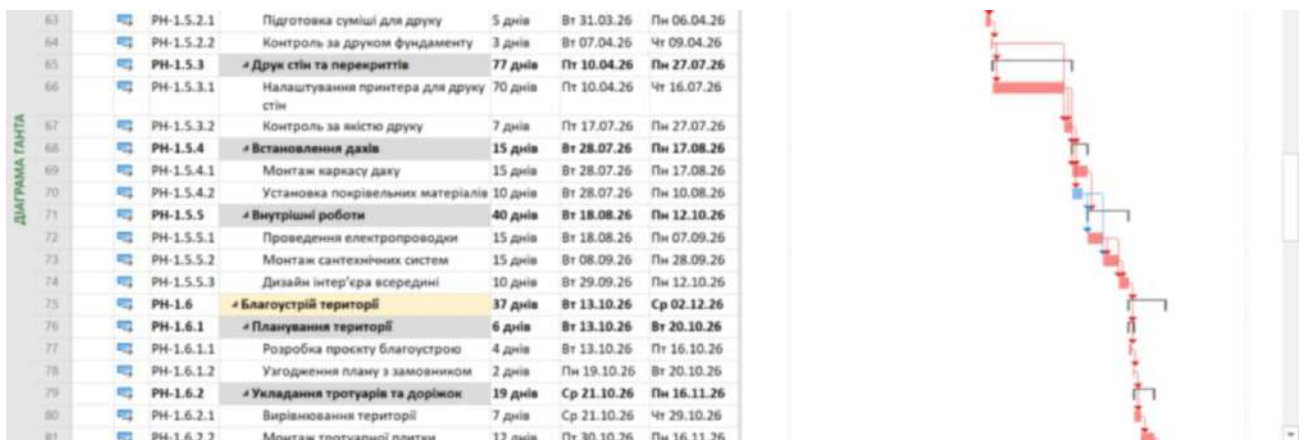 63 РН-1.5.2.1 Підготовка суміші для друку 5 днів Вт 31.03.26 Пн 06.04.26
64 РН-1.5.2.2 Контроль за друком фундаменту 3 днів Вт 07.04.26 Чт 09.04.26
65 РН-1.5.3 Друк стін та перекриттів 77 днів Пт 10.04.26 Пн 27.07.26
66 РН-1.5.3.1 Налаштування принтера для друку 70 днів Пт 10.04.26 Чт 16.07.26
стін
67 РН-1.5.3.2 Контроль за якістю друку 7 днів Пт 17.07.26 Пн 27.07.26
68 РН-1.5.4 Встановлення дахів 15 днів Вт 28.07.26 Пн 17.08.26
69 РН-1.5.4.1 Монтаж каркасу даху 15 днів Вт 28.07.26 Пн 17.08.26
70 РН-1.5.4.2 Установка покрівельних матеріалів 10 днів Вт 28.07.26 Пн 10.08.26
71 РН-1.5.5 Внутрішні роботи 40 днів Вт 18.08.26 Пн 12.10.26
72 РН-1.5.5.1 Проведення електропроводки 15 днів Вт 18.08.26 Пн 07.09.26
73 РН-1.5.5.2 Монтаж сантехнічних систем 15 днів Вт 08.09.26 Пн 28.09.26
74 РН-1.5.5.3 Дизайн інтер’єра всередині 10 днів Вт 29.09.26 Пн 12.10.26
75 РН-1.6 Благоустрій території 37 днів Вт 13.10.26 Ср 02.12.26
76 РН-1.6.1 Планування території 6 днів Вт 13.10.26 Вт 20.10.26
77 РН-1.6.1.1 Розробка проєкту благоустрою 4 днів Вт 13.10.26 Пт 16.10.26
78 РН-1.6.1.2 Узгодження плану з замовником 2 днів Пн 19.10.26 Вт 20.10.26
79 РН-1.6.2 Укладання тротуарів та доріжок 19 днів Ср 21.10.26 Пн 16.11.26
80 РН-1.6.2.1 Вирівнювання території 7 днів Ср 21.10.26 Чт 29.10.26
81 РН-1.6.2.2 Монтаж тротуарної плитки 12 днів Пт 30.10.26 Пн 16.11.26
ДІАГРАМА ГАНТА